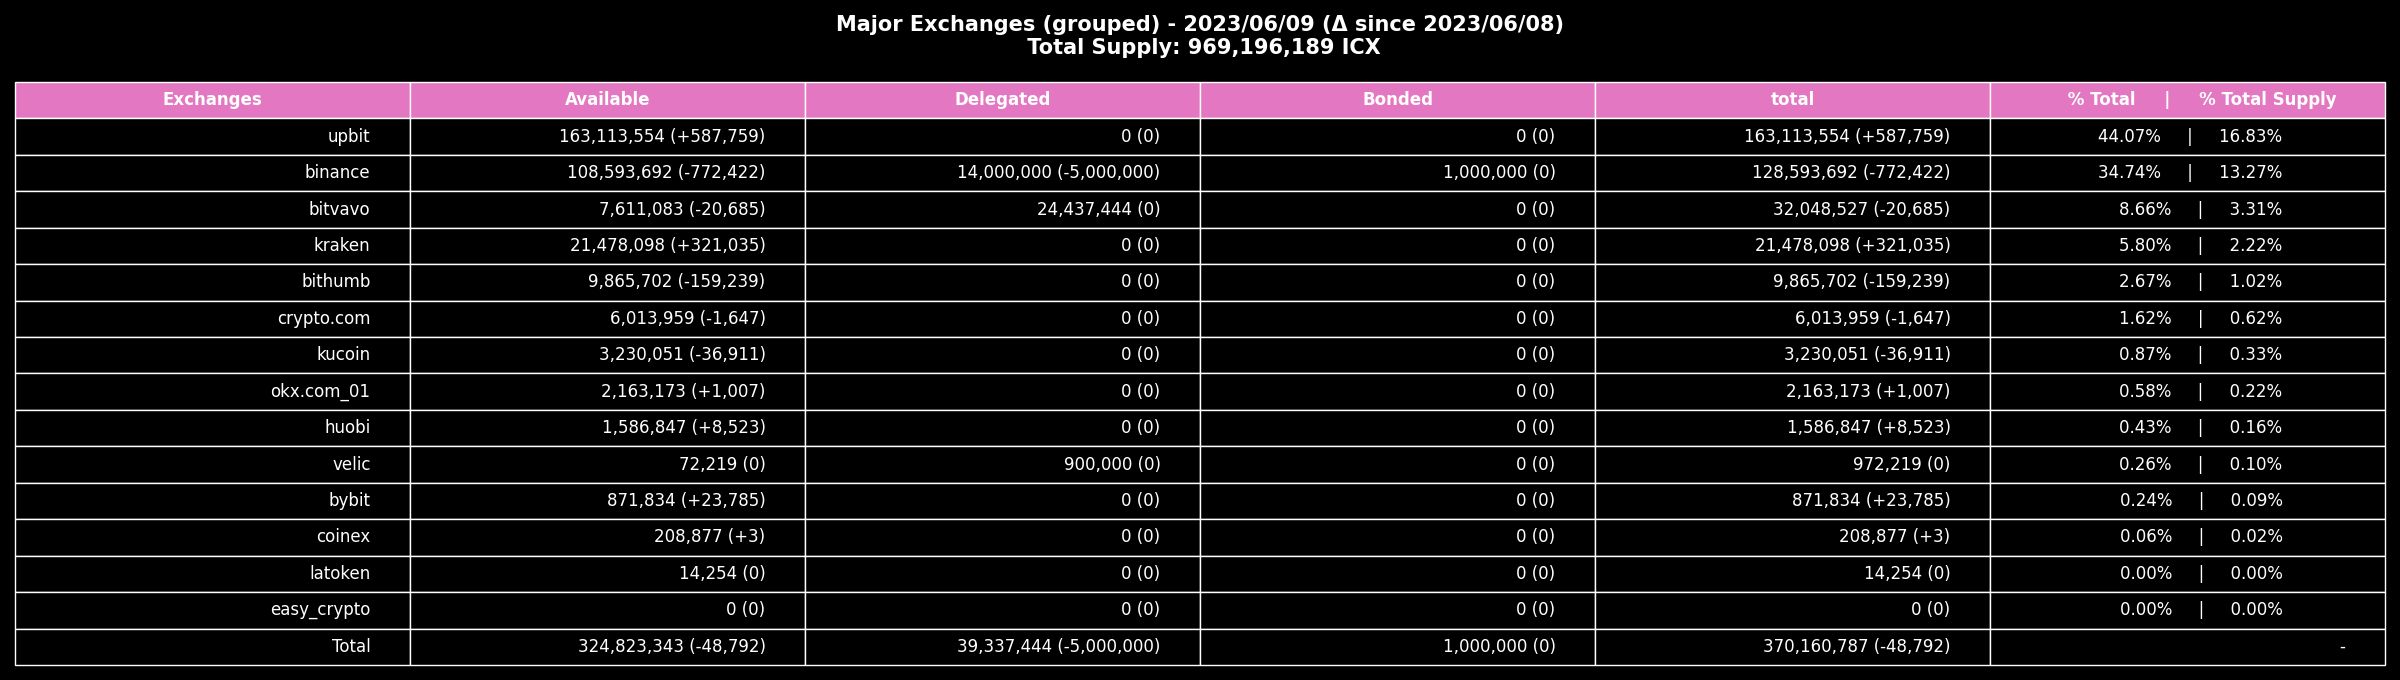 Major Exchanges (grouped) - 2023/06/09 (Δ since 2023/06/08)
Total Supply: 969,196,189 ICX
Exchanges Available Delegated Bonded total % Total | % Total Supply
upbit 163,113,554 (+587,759) 0 (0) 0 (0) 163,113,554 (+587,759) 44.07% | 16.83%
binance 108,593,692 (-772,422) 14,000,000 (-5,000,000) 1,000,000 (0) 128,593,692 (-772,422) 34.74% | 13.27%
bitvavo 7,611,083 (-20,685) 24,437,444 (0) 0 (0) 32,048,527 (-20,685) 8.66% | 3.31%
kraken 21,478,098 (+321,035) 0 (0) 0 (0) 21,478,098 (+321,035) 5.80% | 2.22%
bithumb 9,865,702 (-159,239) 0 (0) 0 (0) 9,865,702 (-159,239) 2.67% | 1.02%
crypto.com 6,013,959 (-1,647) 0 (0) 0 (0) 6,013,959 (-1,647) 1.62% | 0.62%
kucoin 3,230,051 (-36,911) 0 (0) 0 (0) 3,230,051 (-36,911) 0.87% | 0.33%
okx.com_01 2,163,173 (+1,007) 0 (0) 0 (0) 2,163,173 (+1,007) 0.58% | 0.22%
huobi 1,586,847 (+8,523) 0 (0) 0 (0) 1,586,847 (+8,523) 0.43% | 0.16%
velic 72,219 (0) 900,000 (0) 0 (0) 972,219 (0) 0.26% | 0.10%
bybit 871,834 (+23,785) 0 (0) 0 (0) 871,834 (+23,785) 0.24% | 0.09%
coinex 208,877 (+3) 0 (0) 0 (0) 208,877 (+3) 0.06% | 0.02%
latoken 14,254 (0) 0 (0) 0 (0) 14,254 (0) 0.00% | 0.00%
easy_crypto 0 (0) 0 (0) 0 (0) 0 (0) 0.00% | 0.00%
Total 324,823,343 (-48,792) 39,337,444 (-5,000,000) 1,000,000 (0) 370,160,787 (-48,792) -